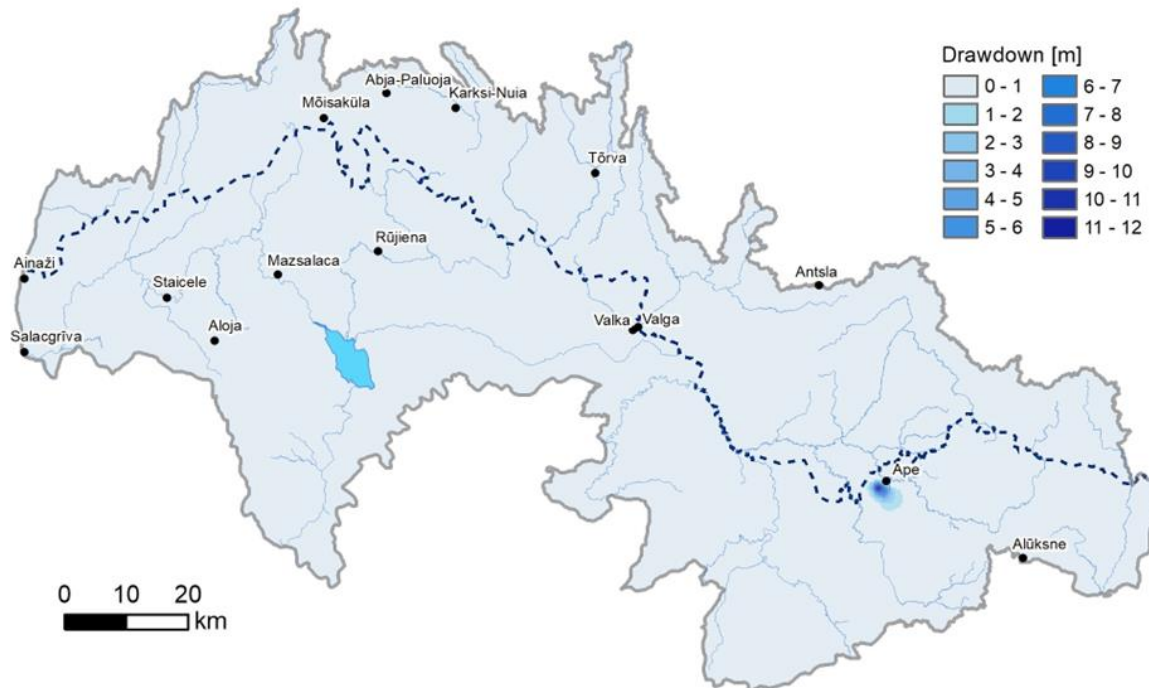 Drawdown [m]
0 - 1
6 - 7
1 - 2
7 - 8
2 - 3
8 - 9
3 - 4
9 - 10
4 - 5
10 - 11
5 - 6
11 - 12
Abja-Paluoja
Karksi-Nuia
Mõisaküla
Tõrva
Rūjiena
Mazsalaca
Ainaži
Staicele
Antsla
Aloja
Salacgrīva
Valka
Valga
Ape
Alūksne
0 10 20
km